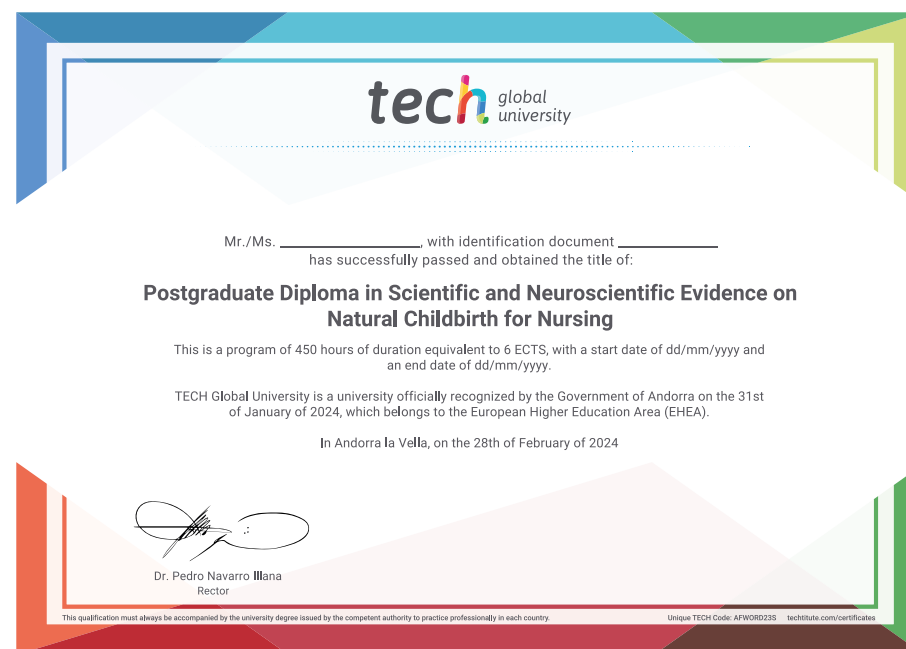 tech global
university
Mr./Ms. ____________, with identification document ____________
has successfully passed and obtained the title of:
Postgraduate Diploma in Scientific and Neuroscientific Evidence on
Natural Childbirth for Nursing
This is a program of 450 hours of duration equivalent to 6 ECTS, with a start date of dd/mm/yyyy and
an end date of dd/mm/yyyy.
TECH Global University is a university officially recognized by the Government of Andorra on the 31st
of January of 2024, which belongs to the European Higher Education Area (EHEA).
In Andorra la Vella, on the 28th of February of 2024
Dr. Pedro Navarro Illana
Rector
This qualification must always be accompanied by the university degree issued by the competent authority to practice professionally in each country.
Unique TECH Code: AFWORD23S techtitute.com/certificates